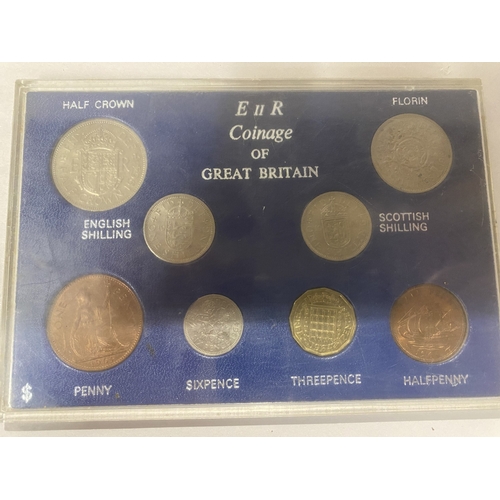 HALF CROWN
E II R
Coinage
OF
GREAT BRITAIN
FLORIN
ENGLISH
SHILLING
SCOTTISH
SHILLING
PENNY
SIXPENCE
THREEPENCE
HALFPENNY
$